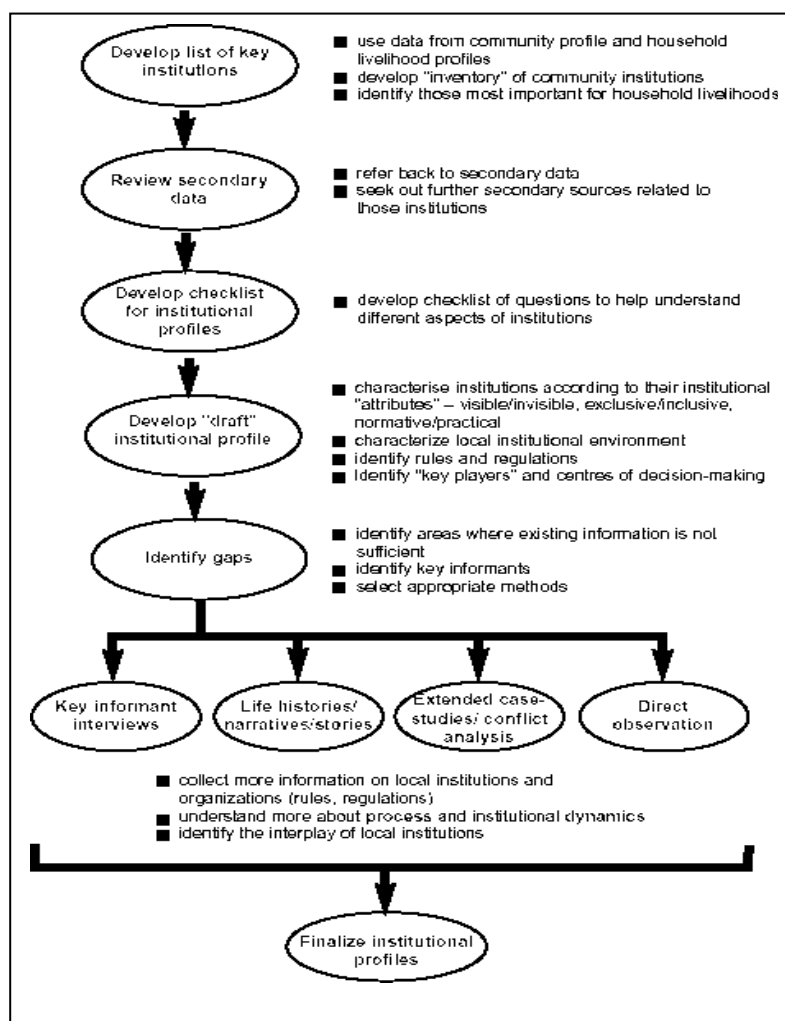 Develop list of key
institutions
■ use data from community profile and household
livelihood profiles
■ develop "inventory" of community institutions
■ identify those most important for household livelihoods
Review secondary
data
■ refer back to secondary data
■ seek out further secondary sources related to
those institutions
Develop checklist
for institutional
profiles
■ develop checklist of questions to help understand
different aspects of institutions
Develop "draft"
institutional profile
■ characterise institutions according to their institutional
"attributes" – visible/invisible, exclusive/inclusive,
normative/practical
■ characterize local institutional environment
■ identify rules and regulations
■ Identify "key players" and centres of decision-making
Identify gaps
■ identify areas where existing information is not
sufficient
■ identify key informants
■ select appropriate methods
Key informant
interviews
Life histories/
narratives/stories
Extended case-
studies/ conflict
analysis
Direct
observation
■ collect more information on local institutions and
organizations (rules, regulations)
■ understand more about process and institutional dynamics
■ identify the interplay of local institutions
Finalize institutional
profiles